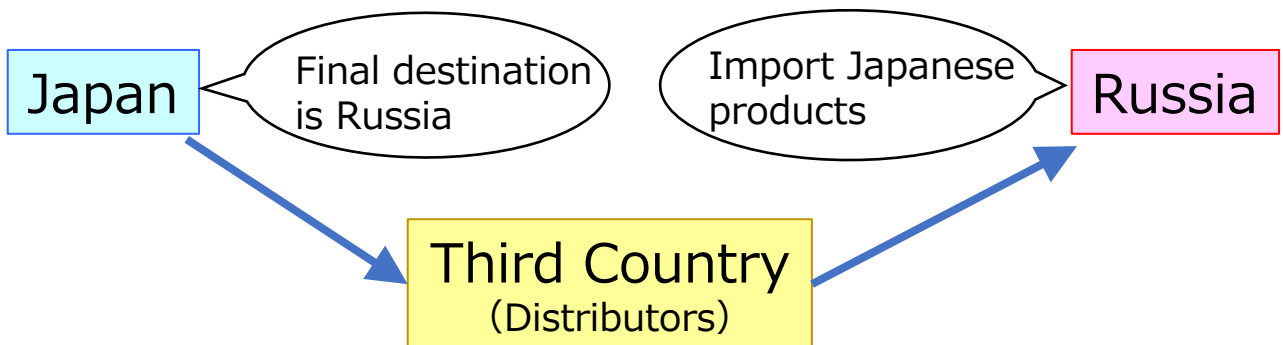 Japan
Final destination
is Russia
Import Japanese
products
Russia
Third Country
（Distributors）